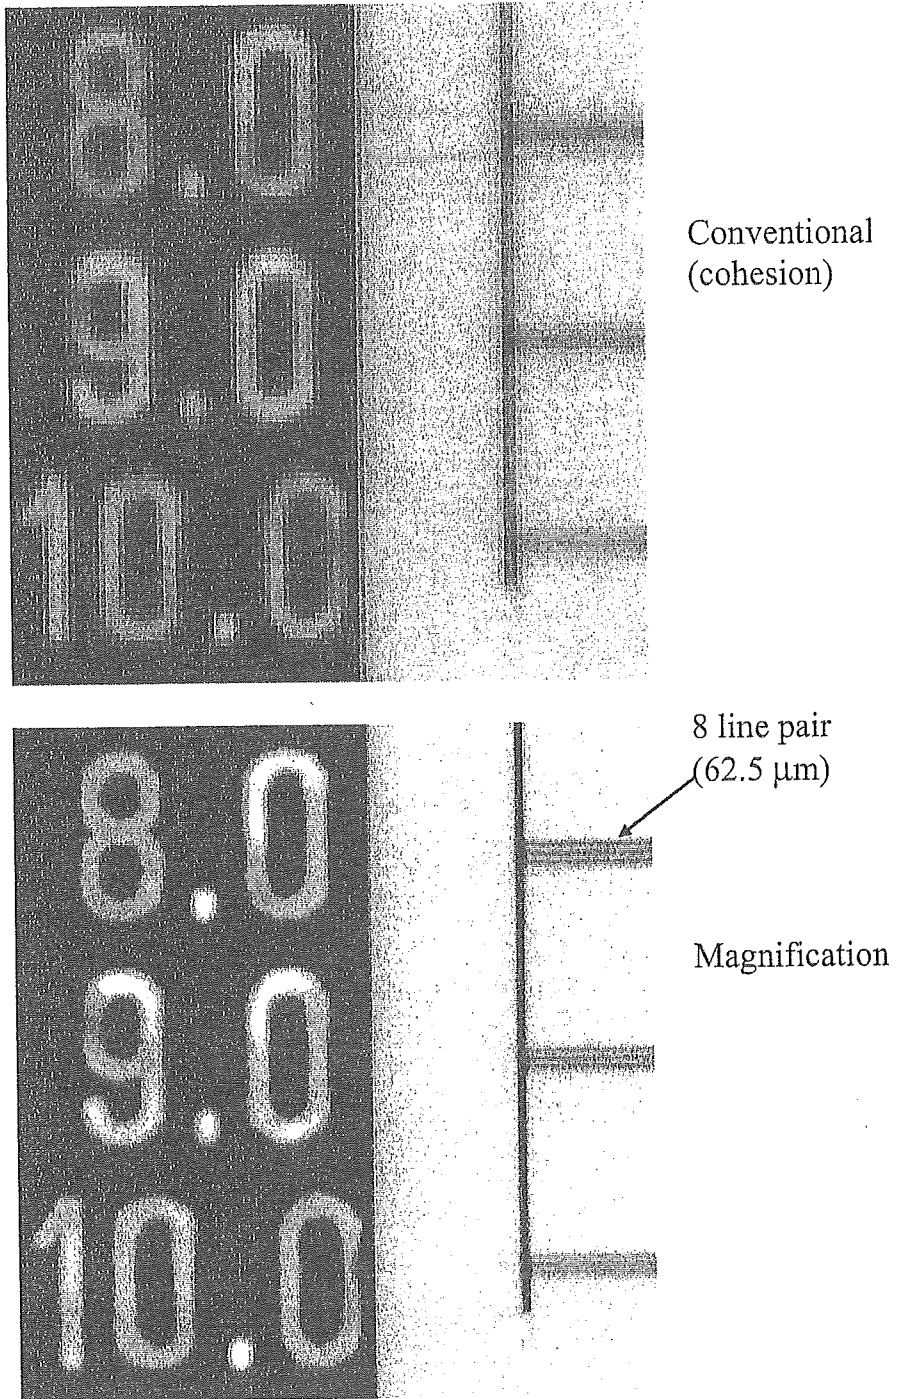 8.0
Conventional
(cohesion)
9.0
10.0
8 line pair
(62.5 μm)
8.0
Magnification
9.0
10.0